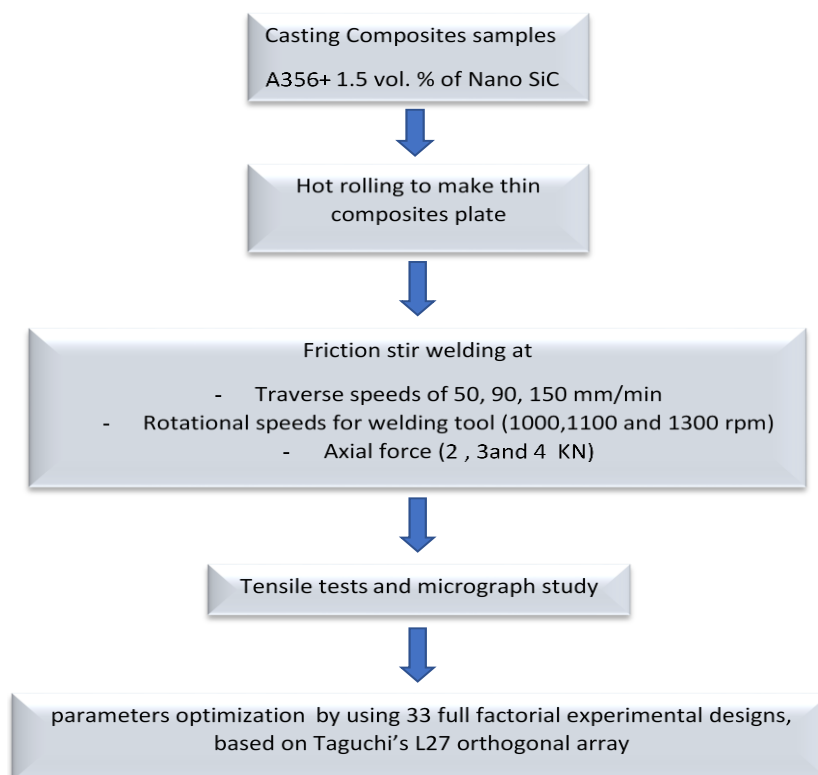 Casting Composites samples
A356+ 1.5 vol. % of Nano SiC
Hot rolling to make thin
composites plate
Friction stir welding at
- Traverse speeds of 50, 90, 150 mm/min
- Rotational speeds for welding tool (1000,1100 and 1300 rpm)
- Axial force (2 , 3and 4 KN)
Tensile tests and micrograph study
parameters optimization by using 33 full factorial experimental designs,
based on Taguchi’s L27 orthogonal array